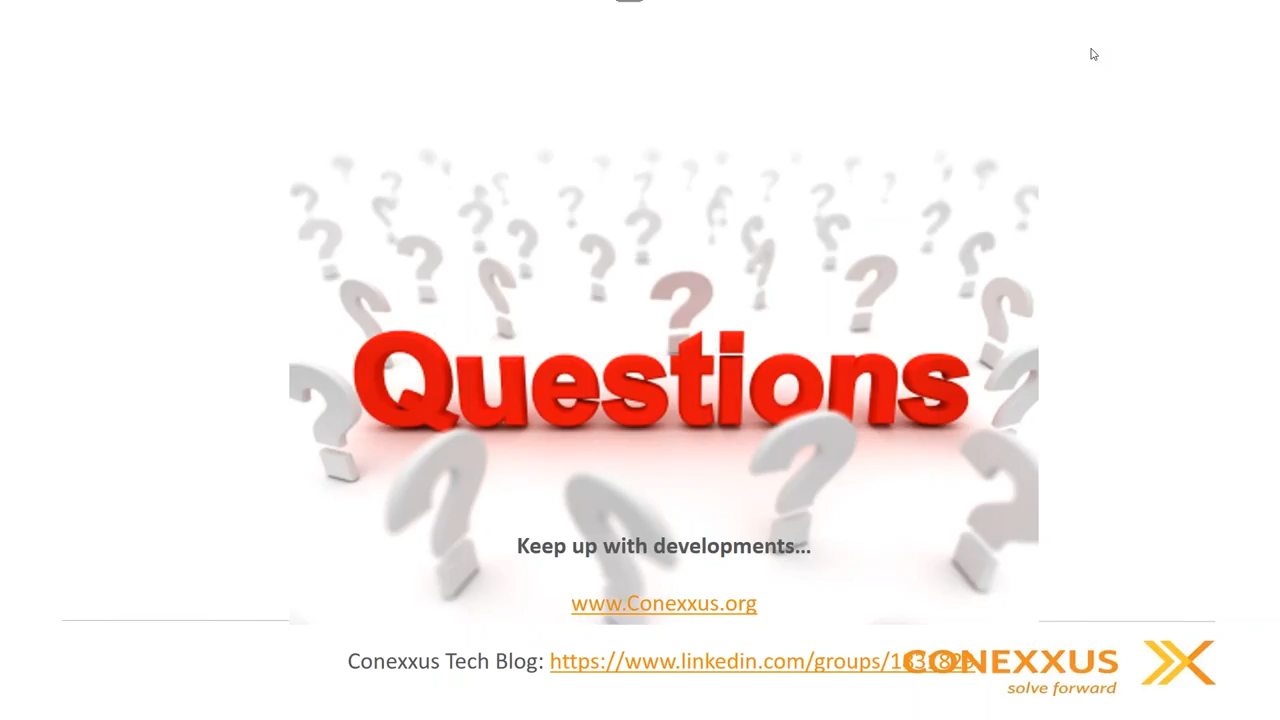 Questions
Keep up with developments...
www.Conexxus.org
Conexxus Tech Blog: https://www.linkedin.com/groups/
CONEXXUS
solve forward